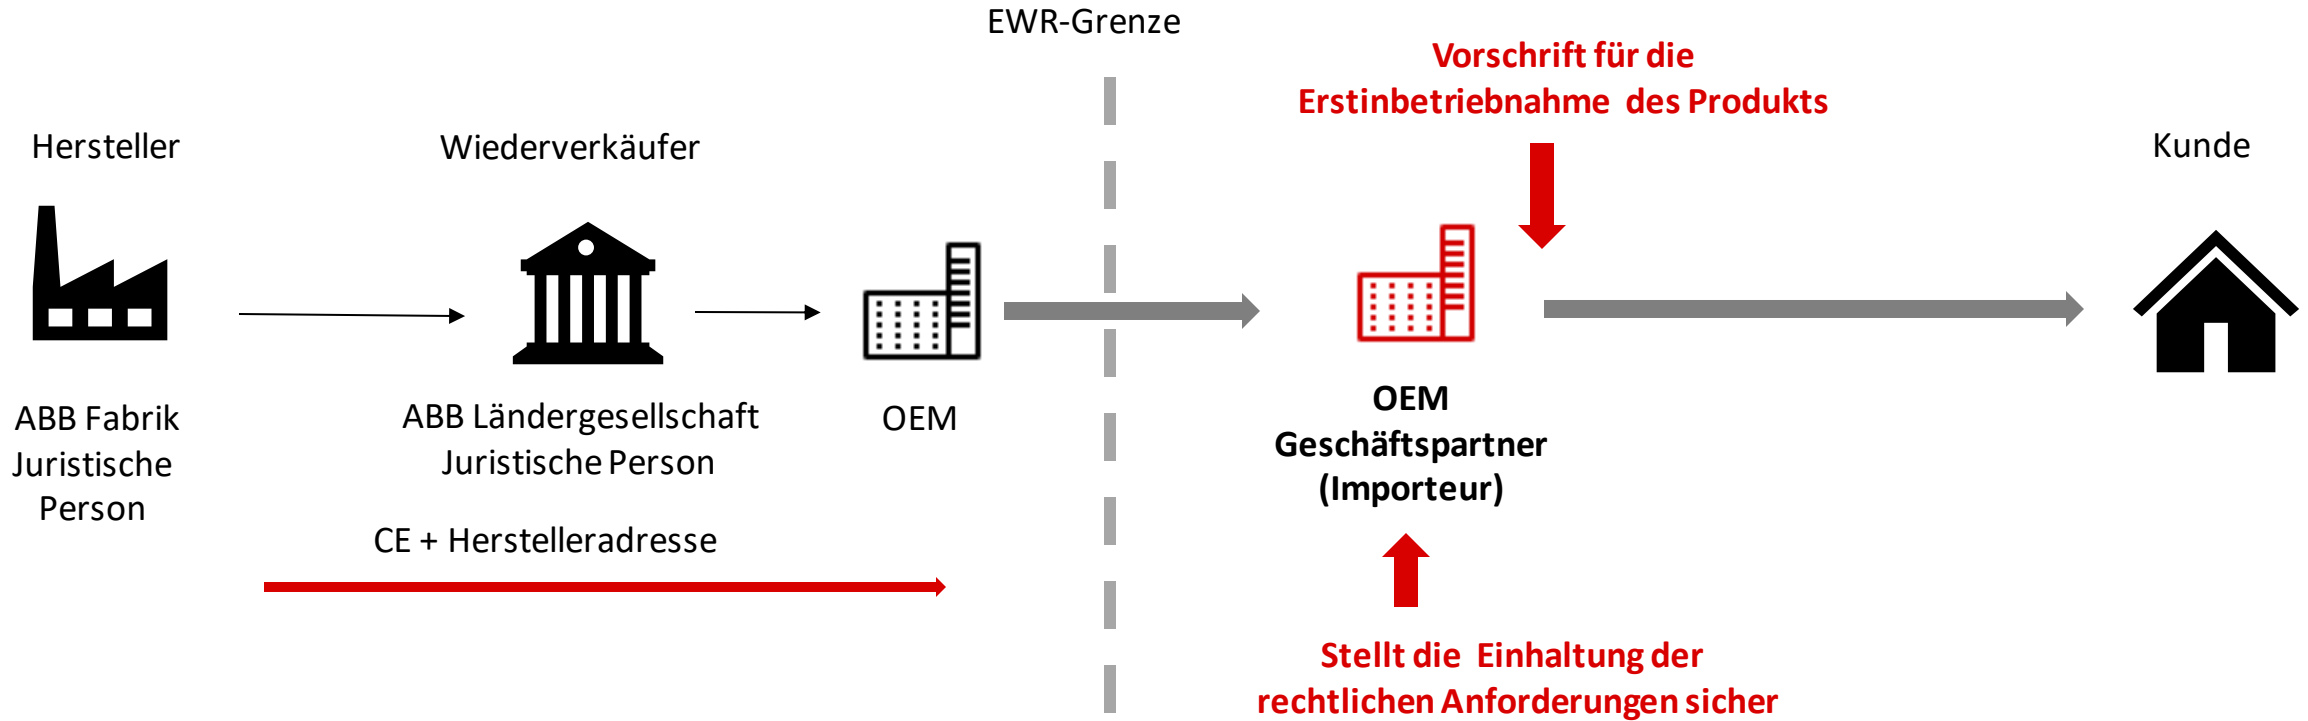 EWR-Grenze
Vorschrift für die
Erstinbetriebnahme des Produkts
Hersteller
Wiederverkäufer
Kunde
ABB Fabrik
Juristische
Person
ABB Ländergesellschaft
Juristische Person
OEM
OEM
Geschäftspartner
(Importeur)
CE + Herstelleradresse
Stellt die Einhaltung der
rechtlichen Anforderungen sicher